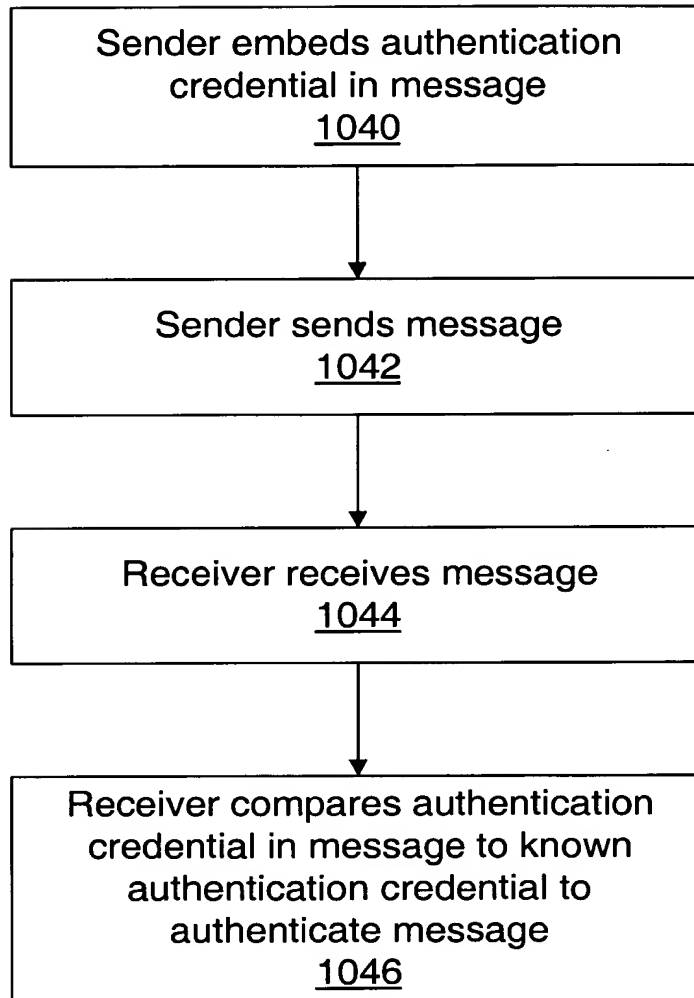 Sender embeds authentication
credential in message
1040
Sender sends message
1042
Receiver receives message
1044
Receiver compares authentication
credential in message to known
authentication credential to
authenticate message
1046